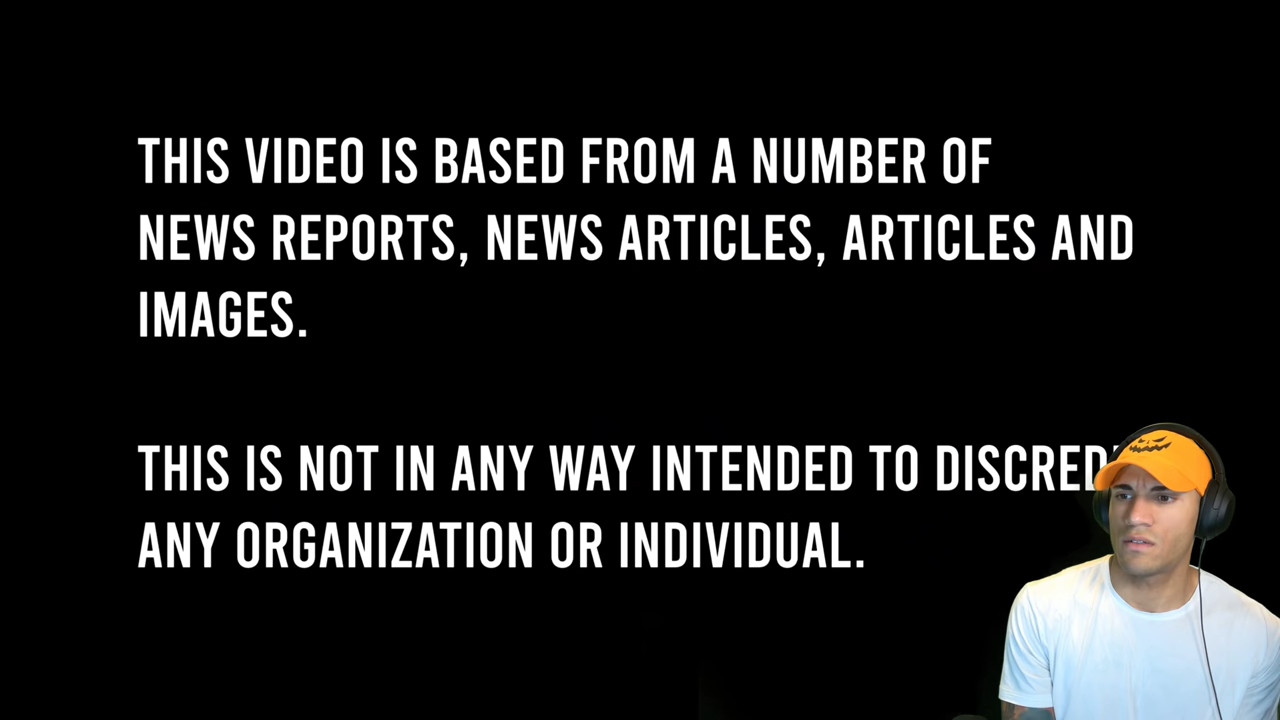 THIS VIDEO IS BASED FROM A NUMBER OF
NEWS REPORTS, NEWS ARTICLES, ARTICLES AND
IMAGES.
THIS IS NOT IN ANY WAY INTENDED TO
ANY ORGANIZATION OR INDIVIDUAL.